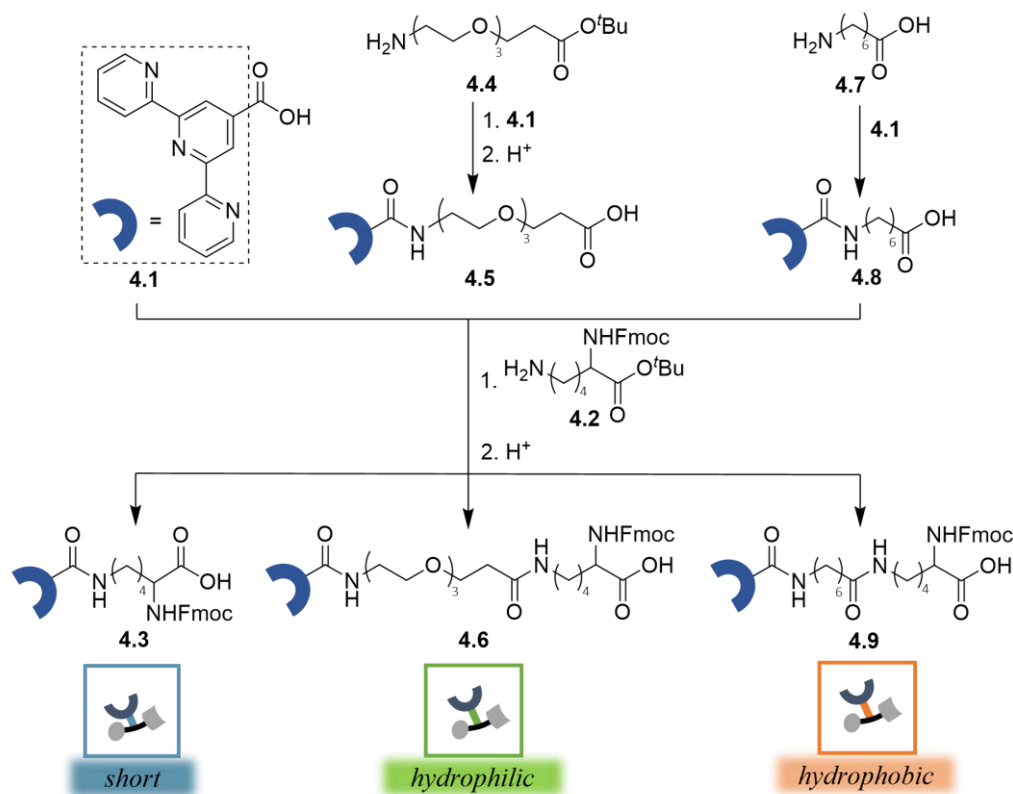 N
O
OH
N
N
=
4.1
H₂N ( O )₃ OᵗBu
O
4.4
1. 4.1
2. H⁺
O
N
H
( O )₃ OH
O
4.5
H₂N ( )₆ OH
O
4.7
4.1
O
N
H
( )₆ OH
O
4.8
NHFmoc
1. H₂N ( )₄ OᵗBu
O
4.2
2. H⁺
O
N
H
( )₄ O
OH
NHFmoc
4.3
short
O
N
H
( O )₃
O
H
N
( )₄ NHFmoc
OH
O
4.6
hydrophilic
O
N
H
( )₆
O
H
N
( )₄ NHFmoc
OH
O
4.9
hydrophobic